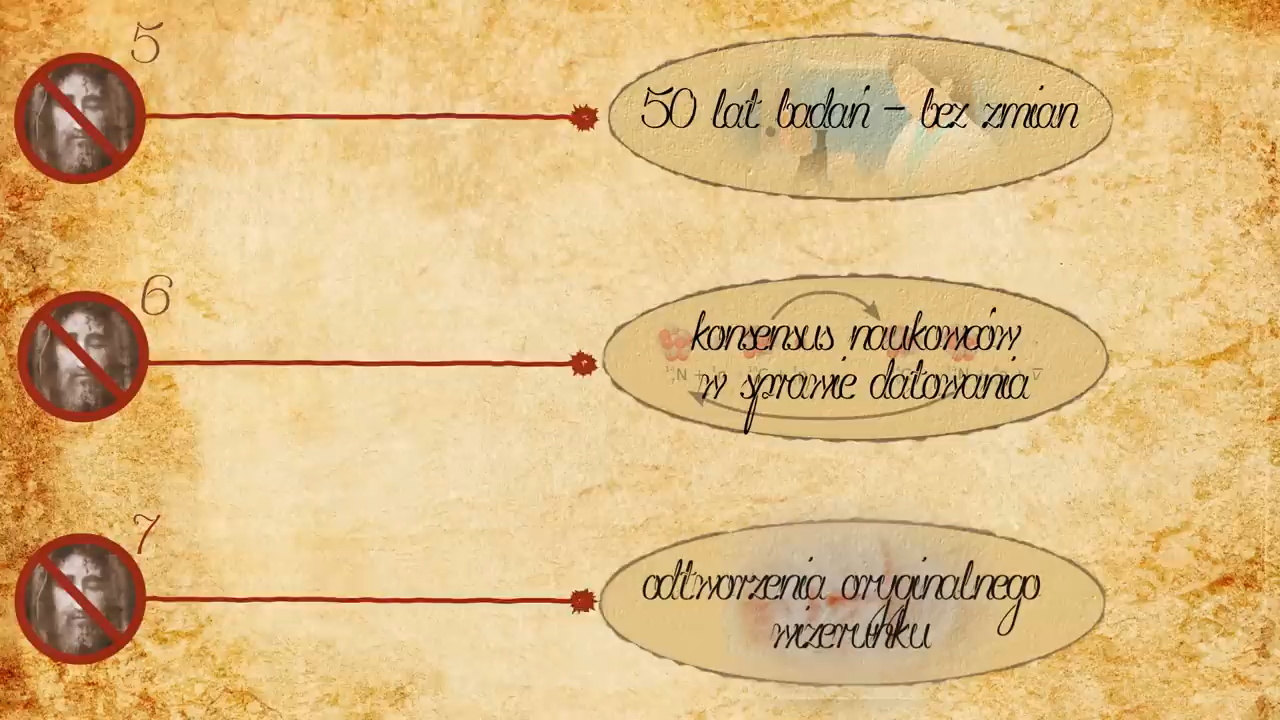 5
50 lat badań – bez zmian
6
konsensus naukowców
w sprawie datowania
7
odtworzenia oryginalnego
wizerunku